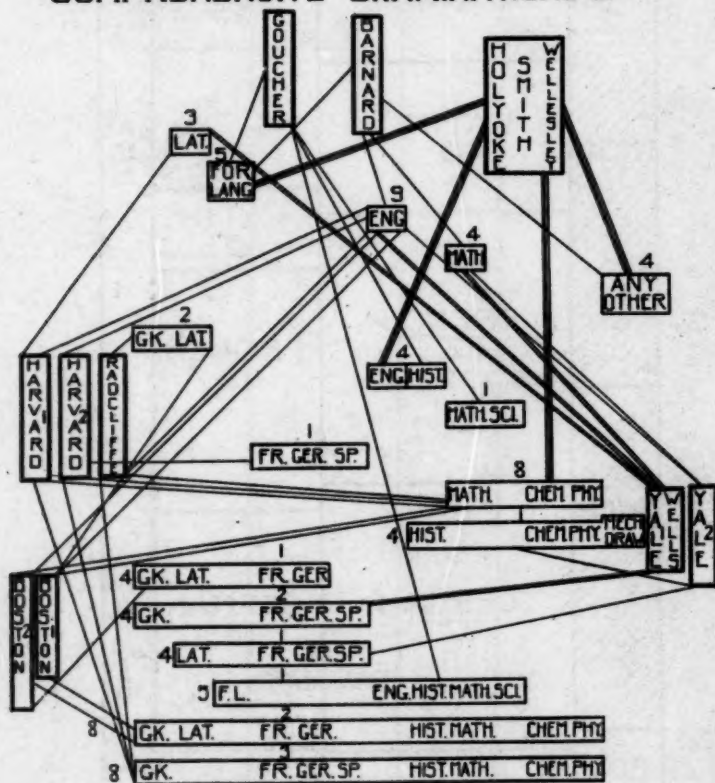 GOUCHER
BARNARD
HOLYOKE
SMITH
WELLESLEY
3
LAT.
5
FOR
LANG
9
ENG
4
MATH
4
ANY
OTHER
2
GK. LAT.
HARVARD 1
HARVARD 2
RADCLIFFE
4
ENG HIST.
1
MATH. SCI.
1
FR. GER. SP.
8
MATH. CHEM. PHY.
4 HIST. CHEM. PHY. MECH
DRAW
YALE 1
WELLS
YALE 2
BOSTON 2
BOSTON 1
1
4 GK. LAT. FR. GER
2
4 GK. FR. GER. SP.
1
4 LAT. FR. GER. SP.
1
5 F. L. ENG. HIST. MATH. SCI.
2
8 GK. LAT. FR. GER. HIST. MATH. CHEM. PHY.
3
8 GK. FR. GER. SP. HIST. MATH. CHEM. PHY.